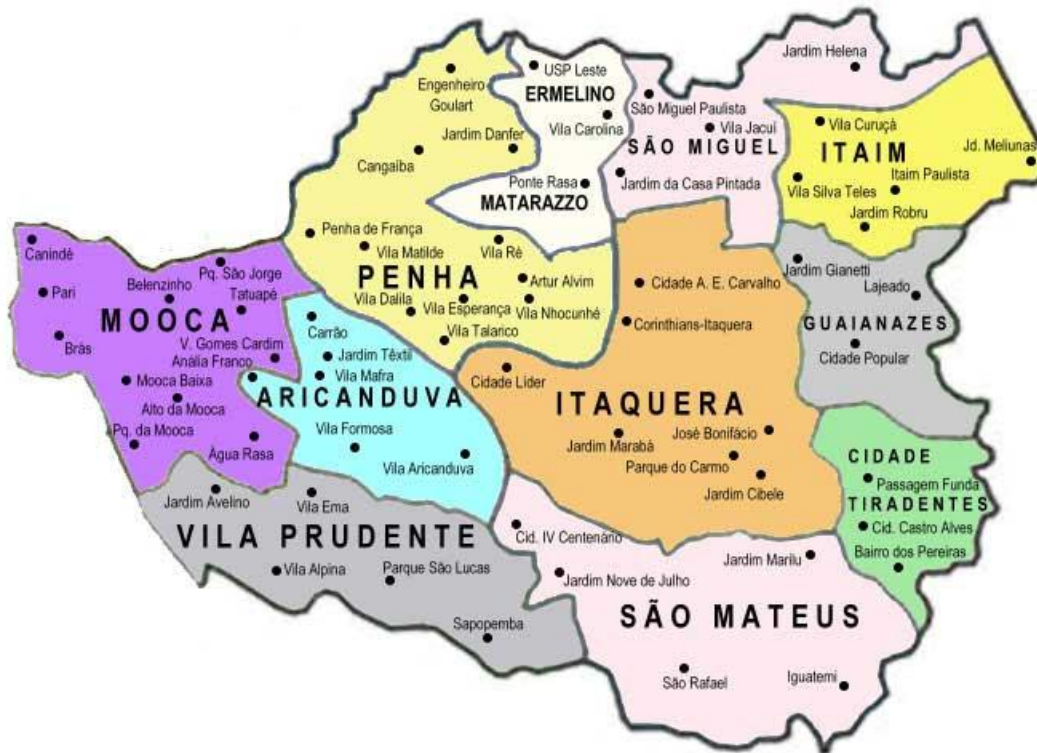 Jardim Helena
USP Leste
Engenheiro
Goulart
ERMELINO
São Miguel Paulista
Vila Carolina
Vila Jacuí
Vila Curuçá
Jardim Danfer
SÃO MIGUEL
ITAIM
Cangaíba
Jd. Meliunas
Jardim da Casa Pintada
Itaim Paulista
Ponte Rasa
Vila Silva Teles
MATARAZZO
Jardim Robru
Penha de França
Vila Matilde
Vila Ré
Canindé
Pq. São Jorge
PENHA
Artur Alvim
Cidade A. E. Carvalho
Jardim Gianetti
Lajeado
Belenzinho
Pari
Tatuapé
Vila Dalila
Vila Esperança
Vila Nhocunhé
MOOCA
Carrão
Corinthians-Itaquera
GUAIANAZES
Brás
V. Gomes Cardim
Vila Talarico
Cidade Popular
Anália Franco
Jardim Têxtil
Mooca Baixa
Vila Mafra
Cidade Líder
ARICANDUVA
ITAQUERA
Alto da Mooca
Pq. da Mooca
Vila Formosa
Jardim Marabá
José Bonifácio
Água Rasa
Vila Aricanduva
Parque do Carmo
CIDADE
Jardim Cibele
Passagem Funda
Jardim Avelino
Vila Ema
TIRADENTES
VILA PRUDENTE
Cid. IV Centenário
Cid. Castro Alves
Jardim Marilu
Bairro dos Pereiras
Vila Alpina
Parque São Lucas
Jardim Nove de Julho
SÃO MATEUS
Sapopemba
São Rafael
Iguatemi